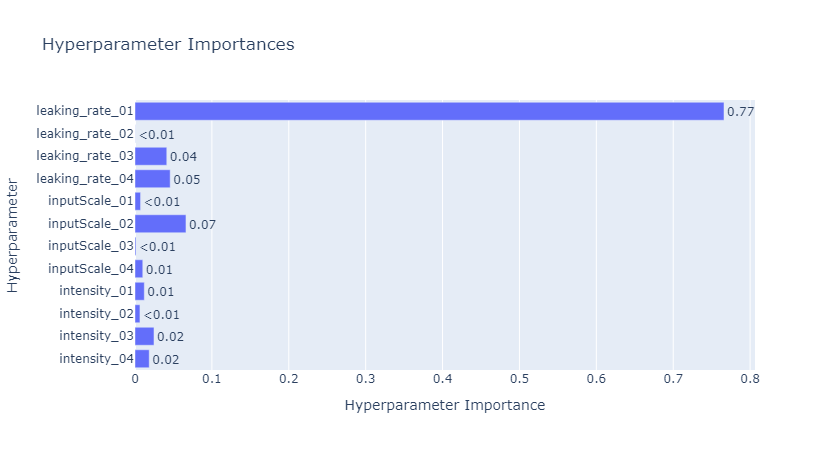 Hyperparameter Importances
leaking_rate_01 0.77
leaking_rate_02 <0.01
leaking_rate_03 0.04
leaking_rate_04 0.05
inputScale_01 <0.01
inputScale_02 0.07
inputScale_03 <0.01
inputScale_04 0.01
intensity_01 0.01
intensity_02 <0.01
intensity_03 0.02
intensity_04 0.02
Hyperparameter
0 0.1 0.2 0.3 0.4 0.5 0.6 0.7 0.8
Hyperparameter Importance